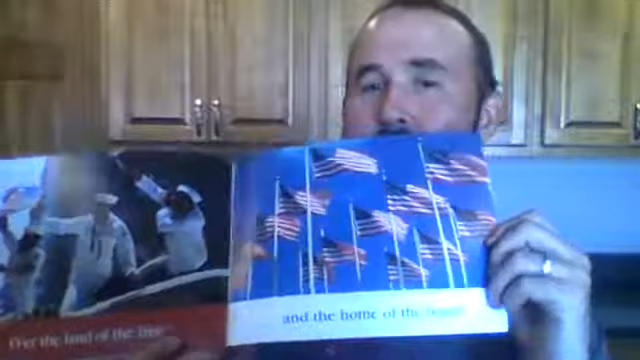 O'er the land of the free
and the home of the